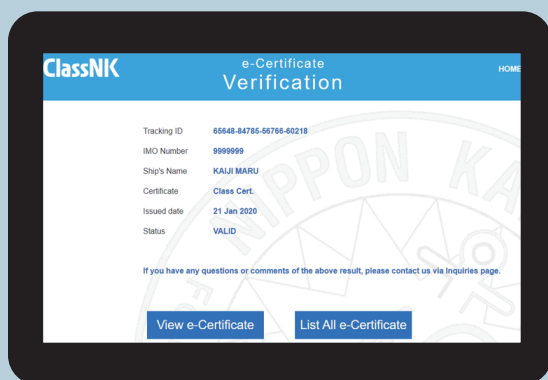 ClassNK
e-Certificate
Verification
HOME
Tracking ID 65648-84785-56766-60218
IMO Number 9999999
Ship's Name KAIJI MARU
Certificate Class Cert.
Issued date 21 Jan 2020
Status VALID
If you have any questions or comments of the above result, please contact us via Inquiries page.
View e-Certificate List All e-Certificate
NIPPON KA